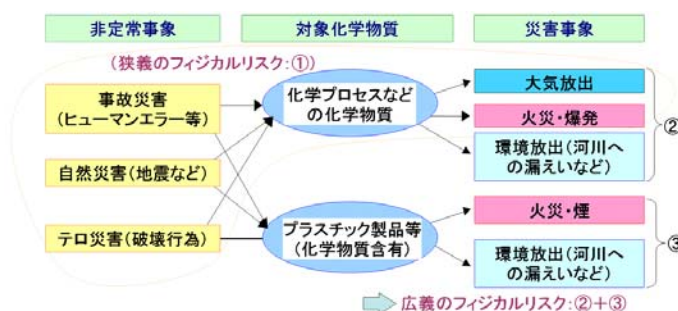 非定常事象
対象化学物質
災害事象
(狭義のフィジカルリスク:①)
事故災害
(ヒューマンエラー等)
自然災害(地震など)
テロ災害(破壊行為)
化学プロセスなど
の化学物質
プラスチック製品等
(化学物質含有)
大気放出
火災・爆発
環境放出(河川へ
の漏えいなど)
②
火災・煙
環境放出(河川へ
の漏えいなど)
③
広義のフィジカルリスク:②+③